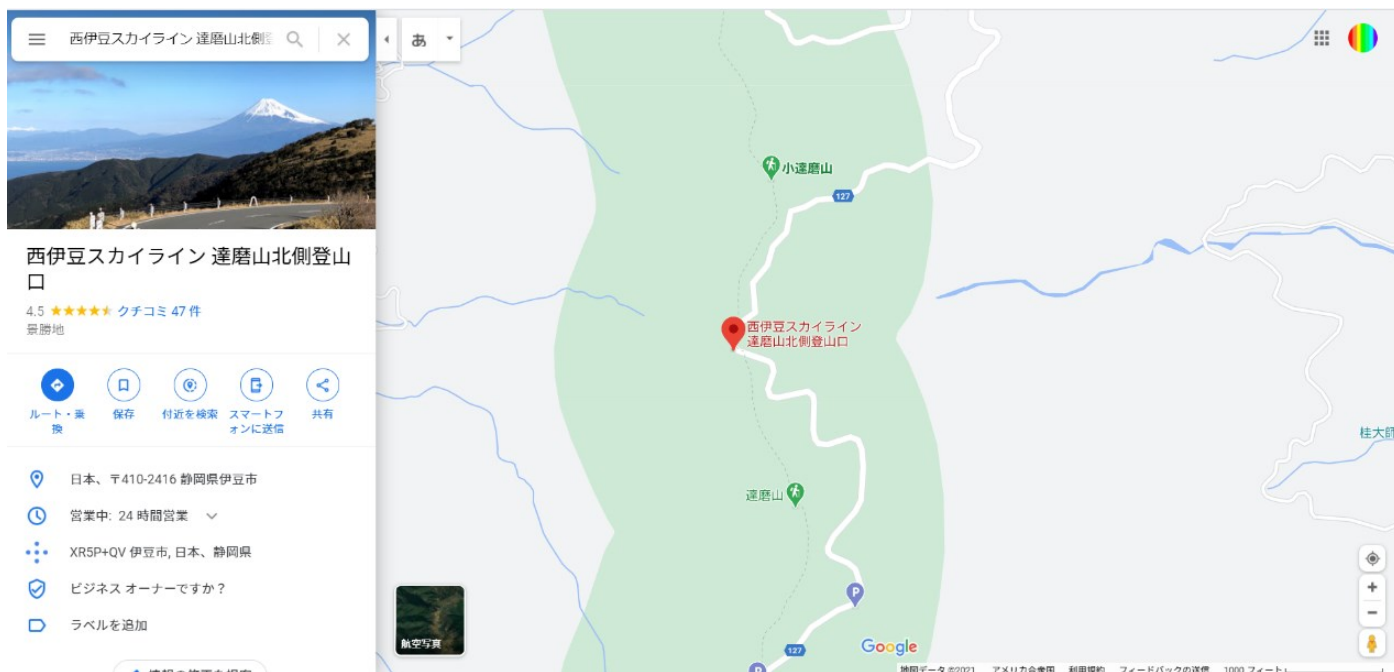 西伊豆スカイライン 達磨山北側
あ
西伊豆スカイライン 達磨山北側登山
口
4.5 クチコミ 47 件
景勝地
ルート・乗
換
保存
付近を検索
スマートフ
ォンに送信
共有
日本、〒410-2416 静岡県伊豆市
営業中: 24 時間営業
XR5P+QV 伊豆市, 日本、静岡県
ビジネス オーナーですか？
ラベルを追加
小達磨山
127
西伊豆スカイライン
達磨山北側登山口
桂大師
達磨山
P
航空写真
127
P
Google
地図データ ©2021 アメリカ合衆国 利用規約 フィードバックの送信 1000 フィート